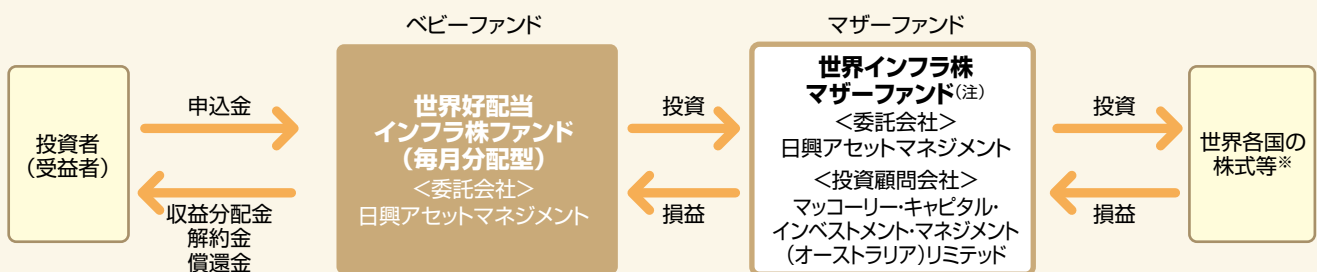 ベビーファンド
マザーファンド
投資者
（受益者）
申込金
収益分配金
解約金
償還金
世界好配当
インフラ株ファンド
（毎月分配型）
＜委託会社＞
日興アセットマネジメント
投資
損益
世界インフラ株
マザーファンド(注)
＜委託会社＞
日興アセットマネジメント
＜投資顧問会社＞
マッコーリー・キャピタル・
インベストメント・マネジメント
（オーストラリア）リミテッド
投資
損益
世界各国の
株式等※